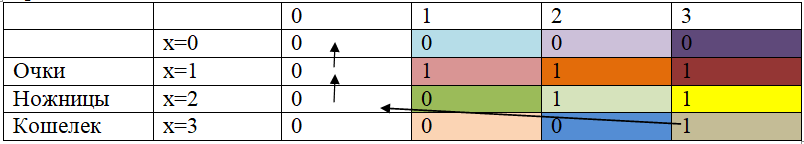 0 1 2 3
x=0 0 0 0 0
Очки x=1 0 1 1 1
Ножницы x=2 0 0 1 1
Кошелек x=3 0 0 0 1